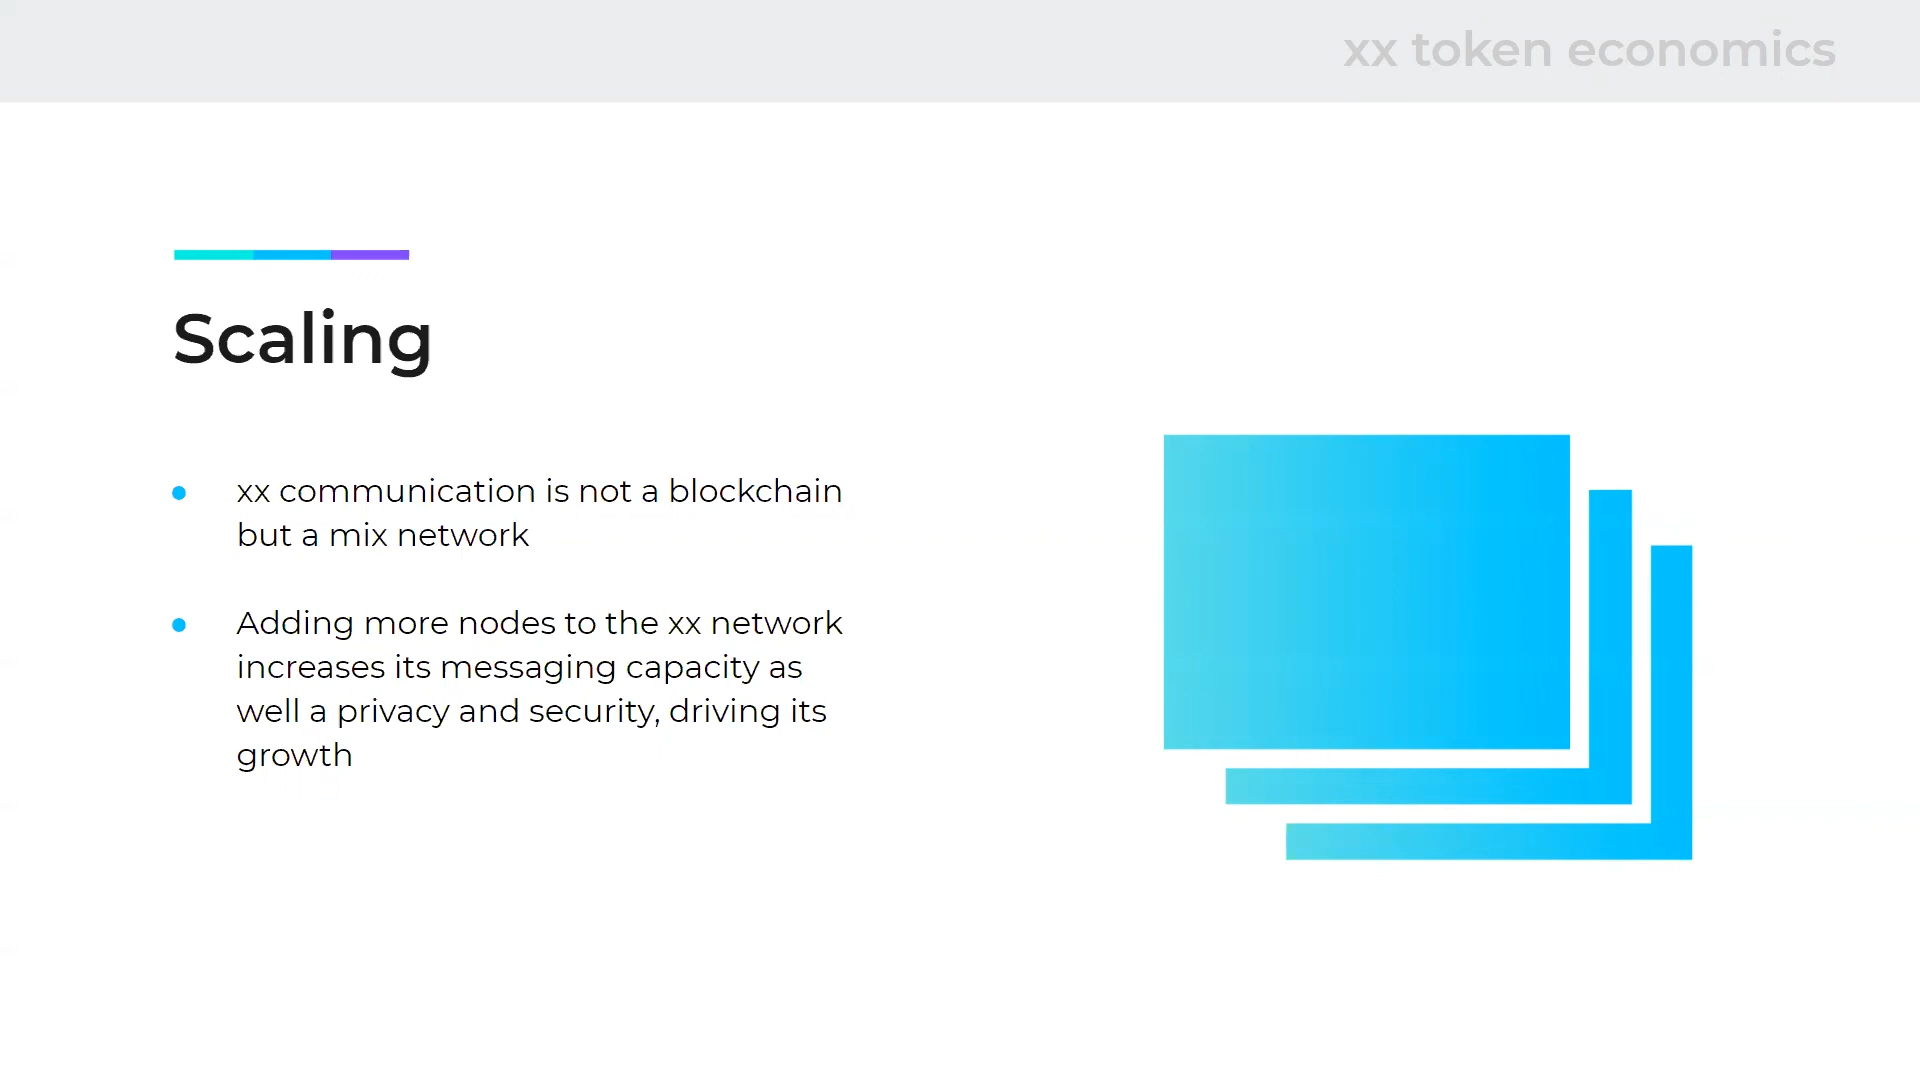 xx token economics
Scaling
xx communication is not a blockchain
but a mix network
Adding more nodes to the xx network
increases its messaging capacity as
well a privacy and security, driving its
growth